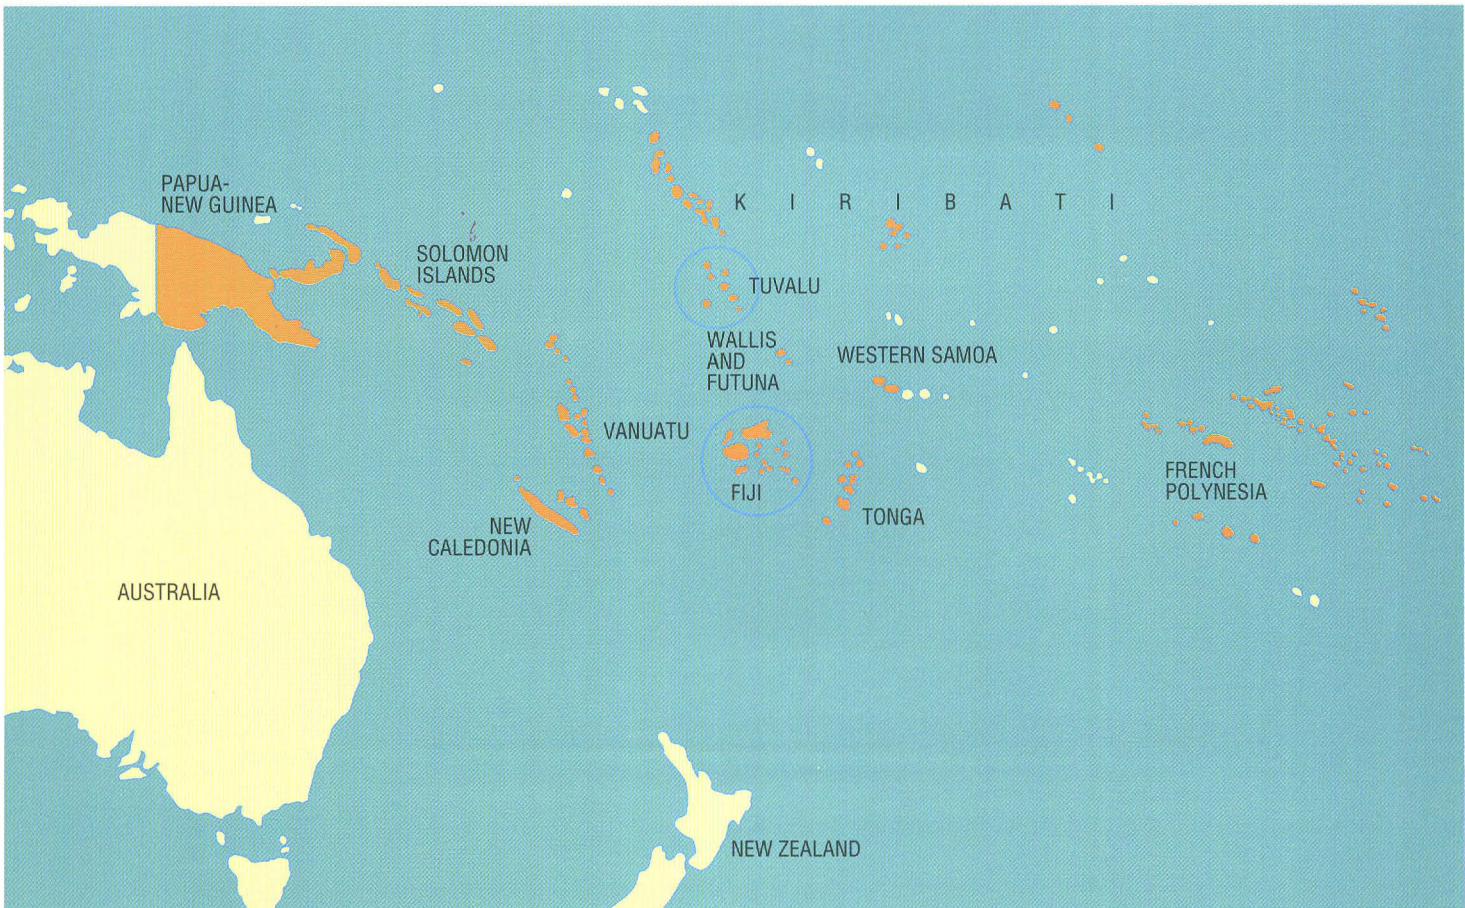 PAPUA-
NEW GUINEA
SOLOMON
ISLANDS
K I R I B A T I
TUVALU
WALLIS
AND
FUTUNA
WESTERN SAMOA
VANUATU
FIJI
NEW
CALEDONIA
TONGA
FRENCH
POLYNESIA
AUSTRALIA
NEW ZEALAND